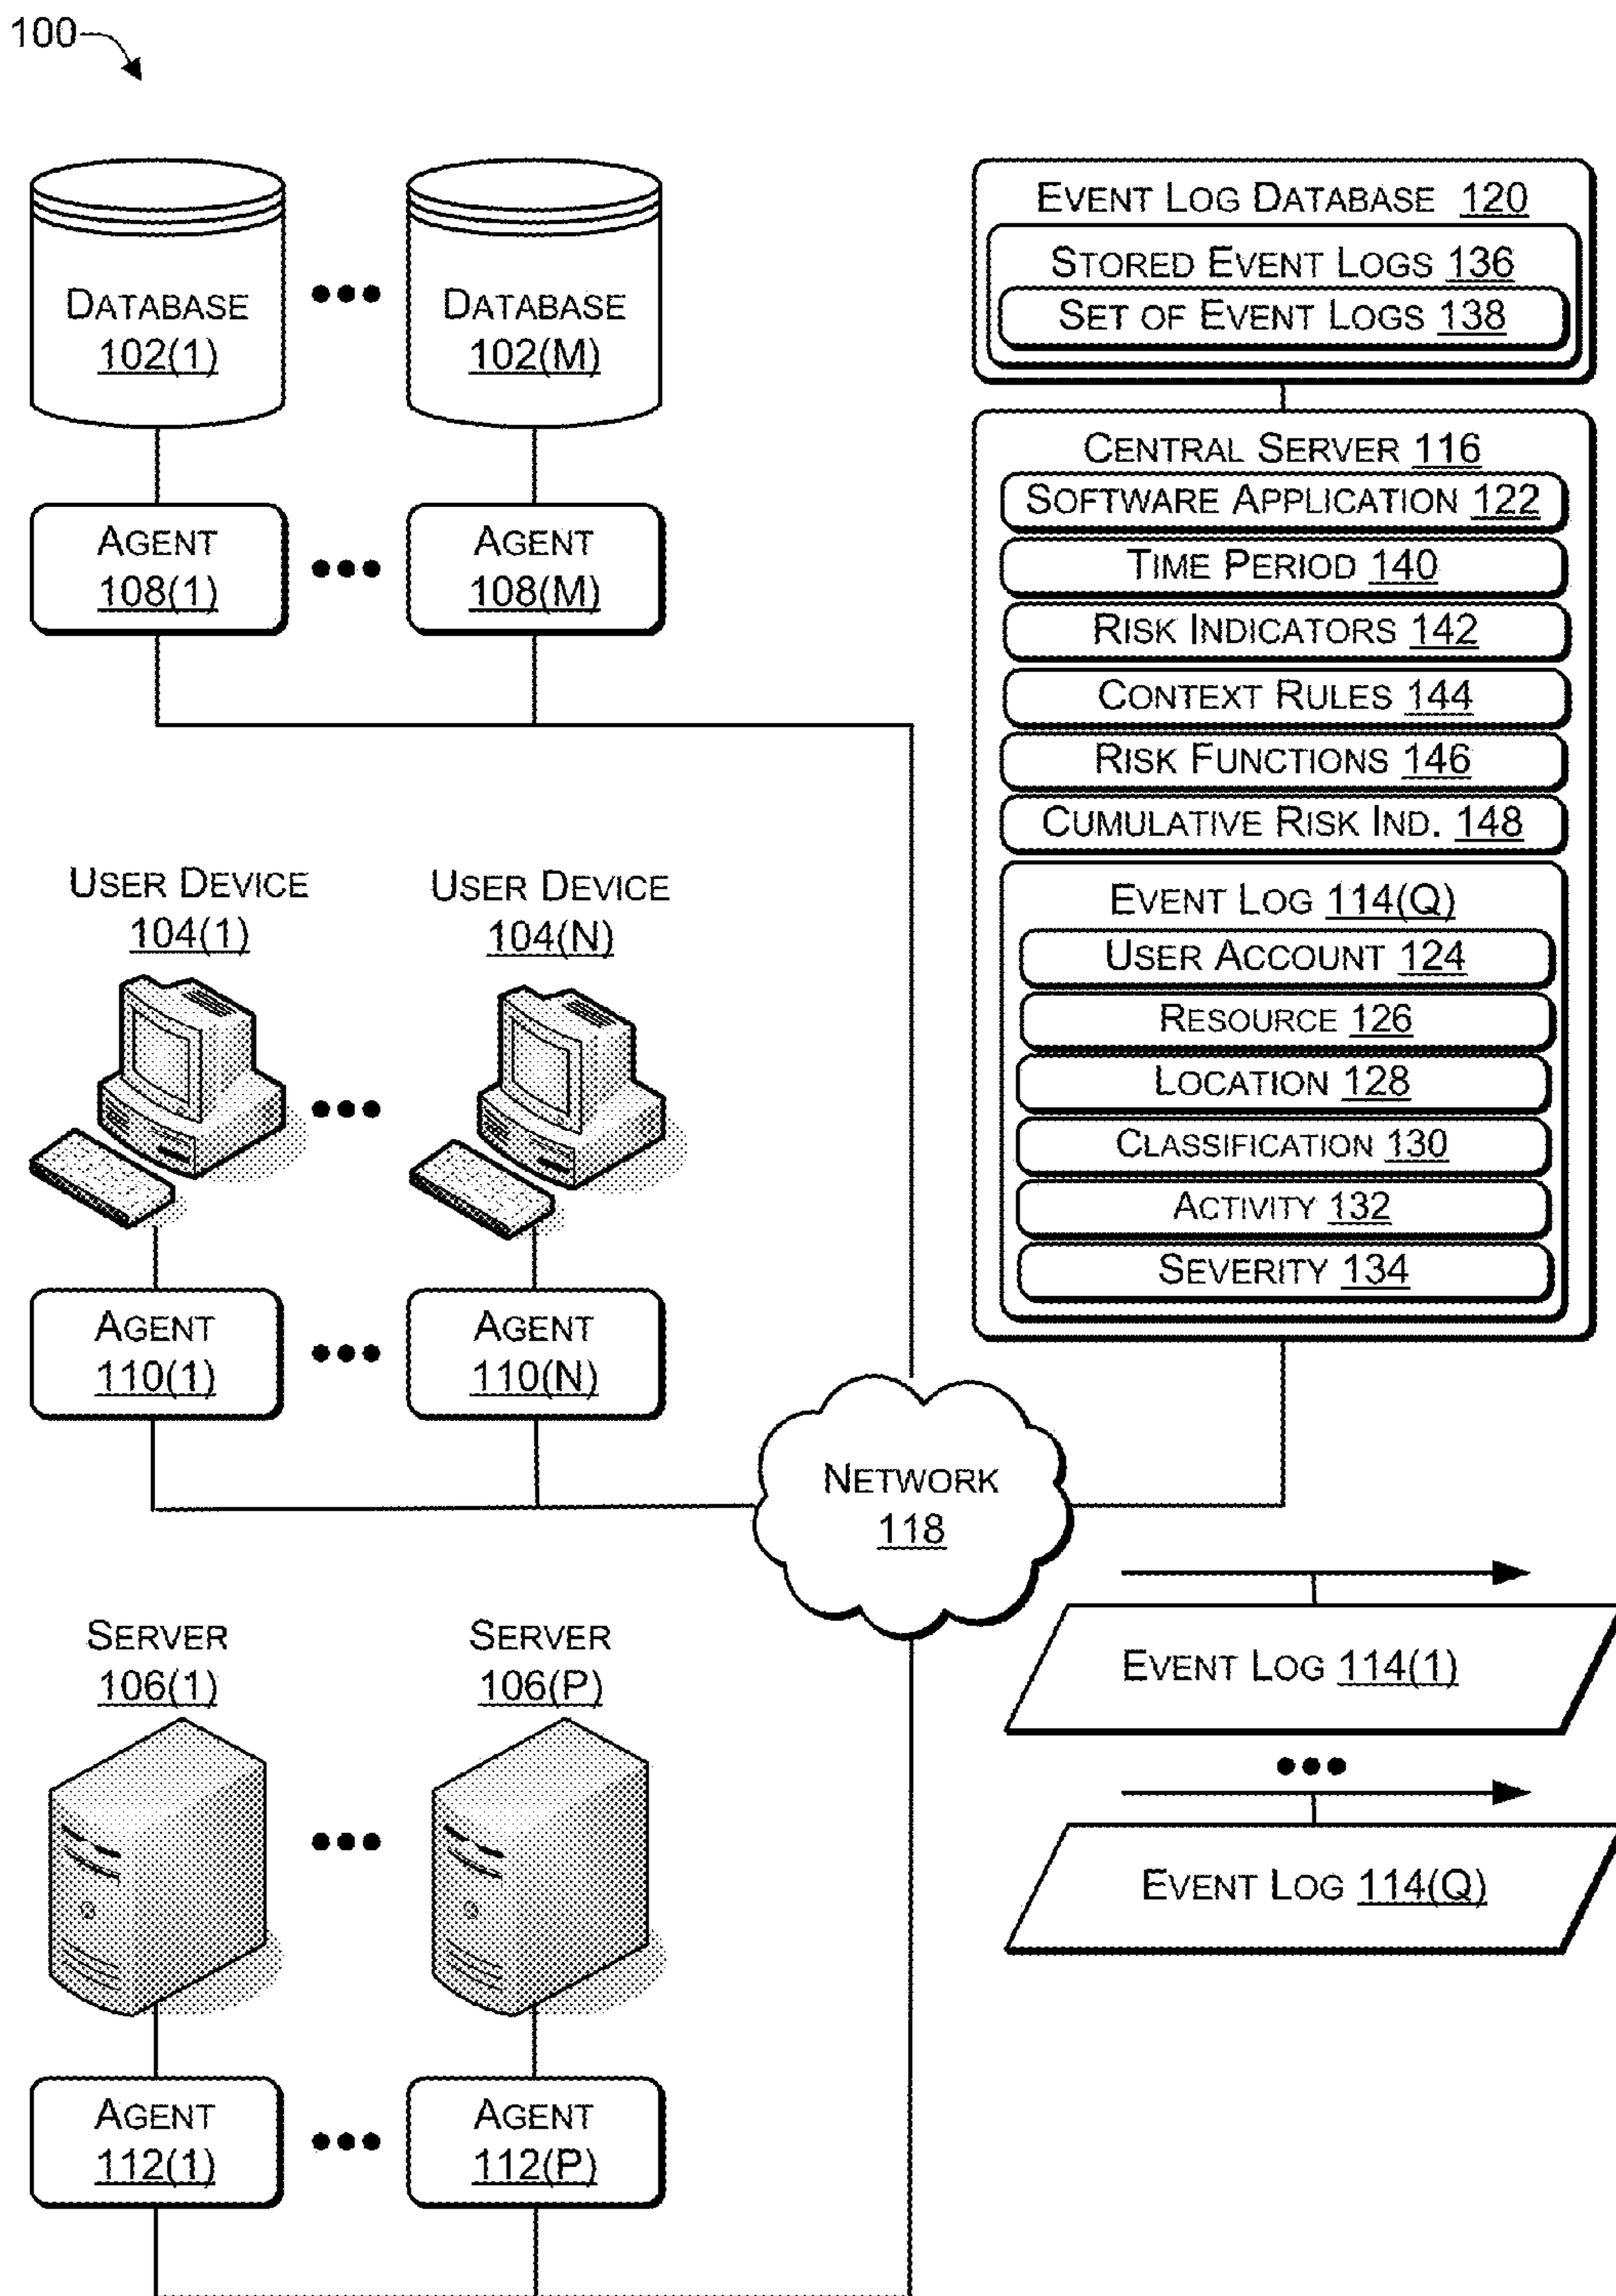 100
DATABASE
102(1)
DATABASE
102(M)
AGENT
108(1)
AGENT
108(M)
USER DEVICE
104(1)
USER DEVICE
104(N)
AGENT
110(1)
AGENT
110(N)
SERVER
106(1)
SERVER
106(P)
AGENT
112(1)
AGENT
112(P)
NETWORK
118
EVENT LOG DATABASE 120
STORED EVENT LOGS 136
SET OF EVENT LOGS 138
CENTRAL SERVER 116
SOFTWARE APPLICATION 122
TIME PERIOD 140
RISK INDICATORS 142
CONTEXT RULES 144
RISK FUNCTIONS 146
CUMULATIVE RISK IND. 148
EVENT LOG 114(Q)
USER ACCOUNT 124
RESOURCE 126
LOCATION 128
CLASSIFICATION 130
ACTIVITY 132
SEVERITY 134
EVENT LOG 114(1)
EVENT LOG 114(Q)